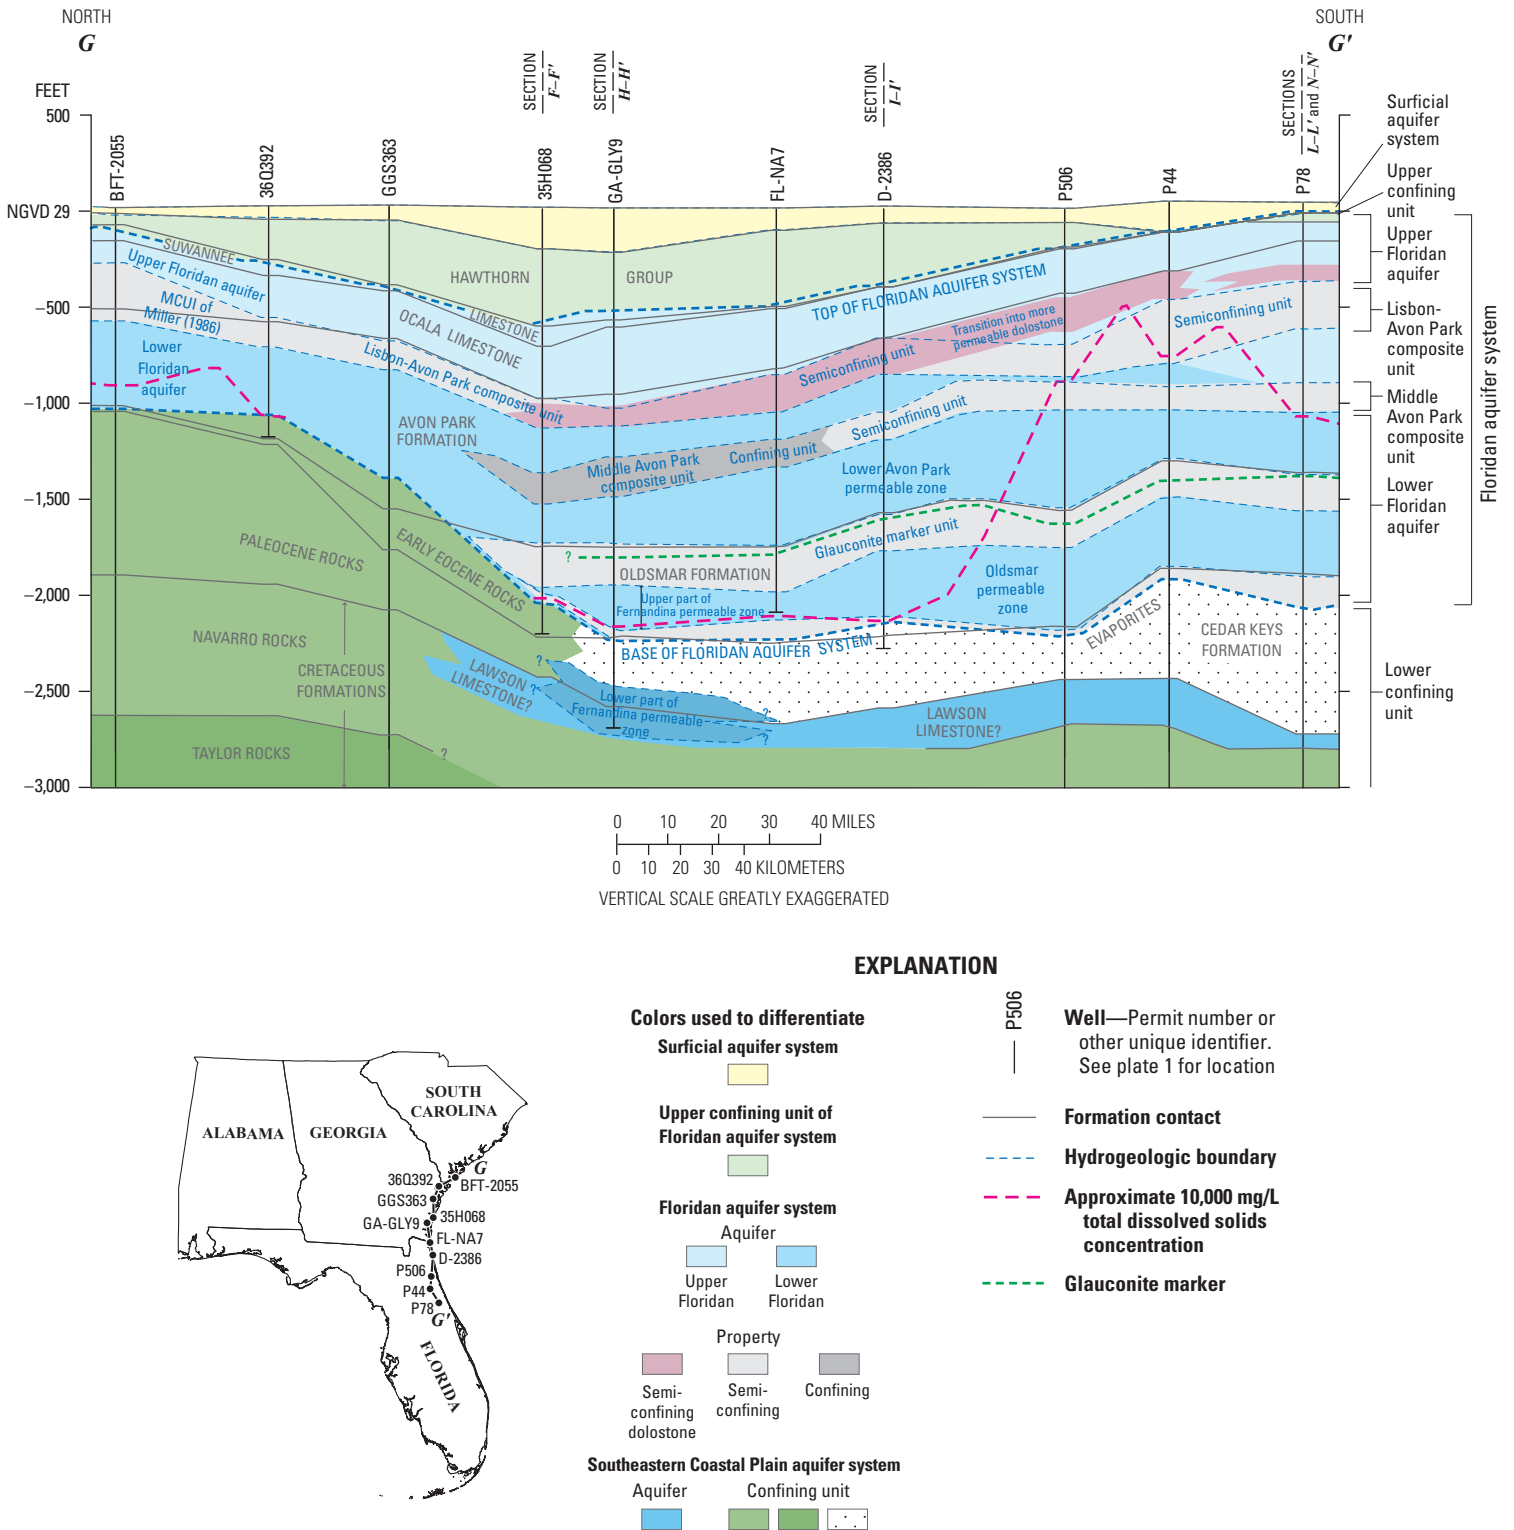 NORTH
G
SOUTH
G′
FEET
500
NGVD 29
−500
−1,000
−1,500
−2,000
−2,500
−3,000
SECTION
F–F′
SECTION
H–H′
SECTION
I–I′
SECTIONS
L–L′ and N–N′
BFT-2055
36Q392
GGS363
35H068
GA-GLY9
FL-NA7
D-2386
P506
P44
P78
Surficial
aquifer
system
Upper
confining
unit
Upper
Floridan
aquifer
Lisbon-
Avon Park
composite
unit
Middle
Avon Park
composite
unit
Lower
Floridan
aquifer
Lower
confining
unit
Floridan aquifer system
SUWANNEE
LIMESTONE
Upper Floridan aquifer
MCUI of
Miller (1986)
Lower
Floridan
aquifer
HAWTHORN
GROUP
OCALA LIMESTONE
TOP OF FLORIDAN AQUIFER SYSTEM
Lisbon-Avon Park composite unit
Semiconfining unit
Transition into more
permeable dolostone
Semiconfining unit
AVON PARK
FORMATION
Middle Avon Park
composite unit
Confining unit
Semiconfining unit
Lower Avon Park
permeable zone
Glauconite marker unit
?
OLDSMAR FORMATION
Oldsmar
permeable
zone
Upper part of
Fernandina permeable zone
PALEOCENE ROCKS
EARLY EOCENE ROCKS
BASE OF FLORIDAN AQUIFER SYSTEM
EVAPORITES
CEDAR KEYS
FORMATION
NAVARRO ROCKS
CRETACEOUS
FORMATIONS
LAWSON
LIMESTONE?
?
?
Lower part of
Fernandina permeable
zone
?
?
LAWSON
LIMESTONE?
TAYLOR ROCKS
?
0 10 20 30 40 MILES
0 10 20 30 40 KILOMETERS
VERTICAL SCALE GREATLY EXAGGERATED
EXPLANATION
Colors used to differentiate
Surficial aquifer system
Upper confining unit of
Floridan aquifer system
Floridan aquifer system
Aquifer
Upper
Floridan
Lower
Floridan
Property
Semi-
confining
dolostone
Semi-
confining
Confining
Southeastern Coastal Plain aquifer system
Aquifer
Confining unit
P506
Well—Permit number or
other unique identifier.
See plate 1 for location
Formation contact
Hydrogeologic boundary
Approximate 10,000 mg/L
total dissolved solids
concentration
Glauconite marker
ALABAMA
GEORGIA
SOUTH
CAROLINA
FLORIDA
G
BFT-2055
36Q392
GGS363
35H068
GA-GLY9
FL-NA7
D-2386
P506
P44
P78
G′